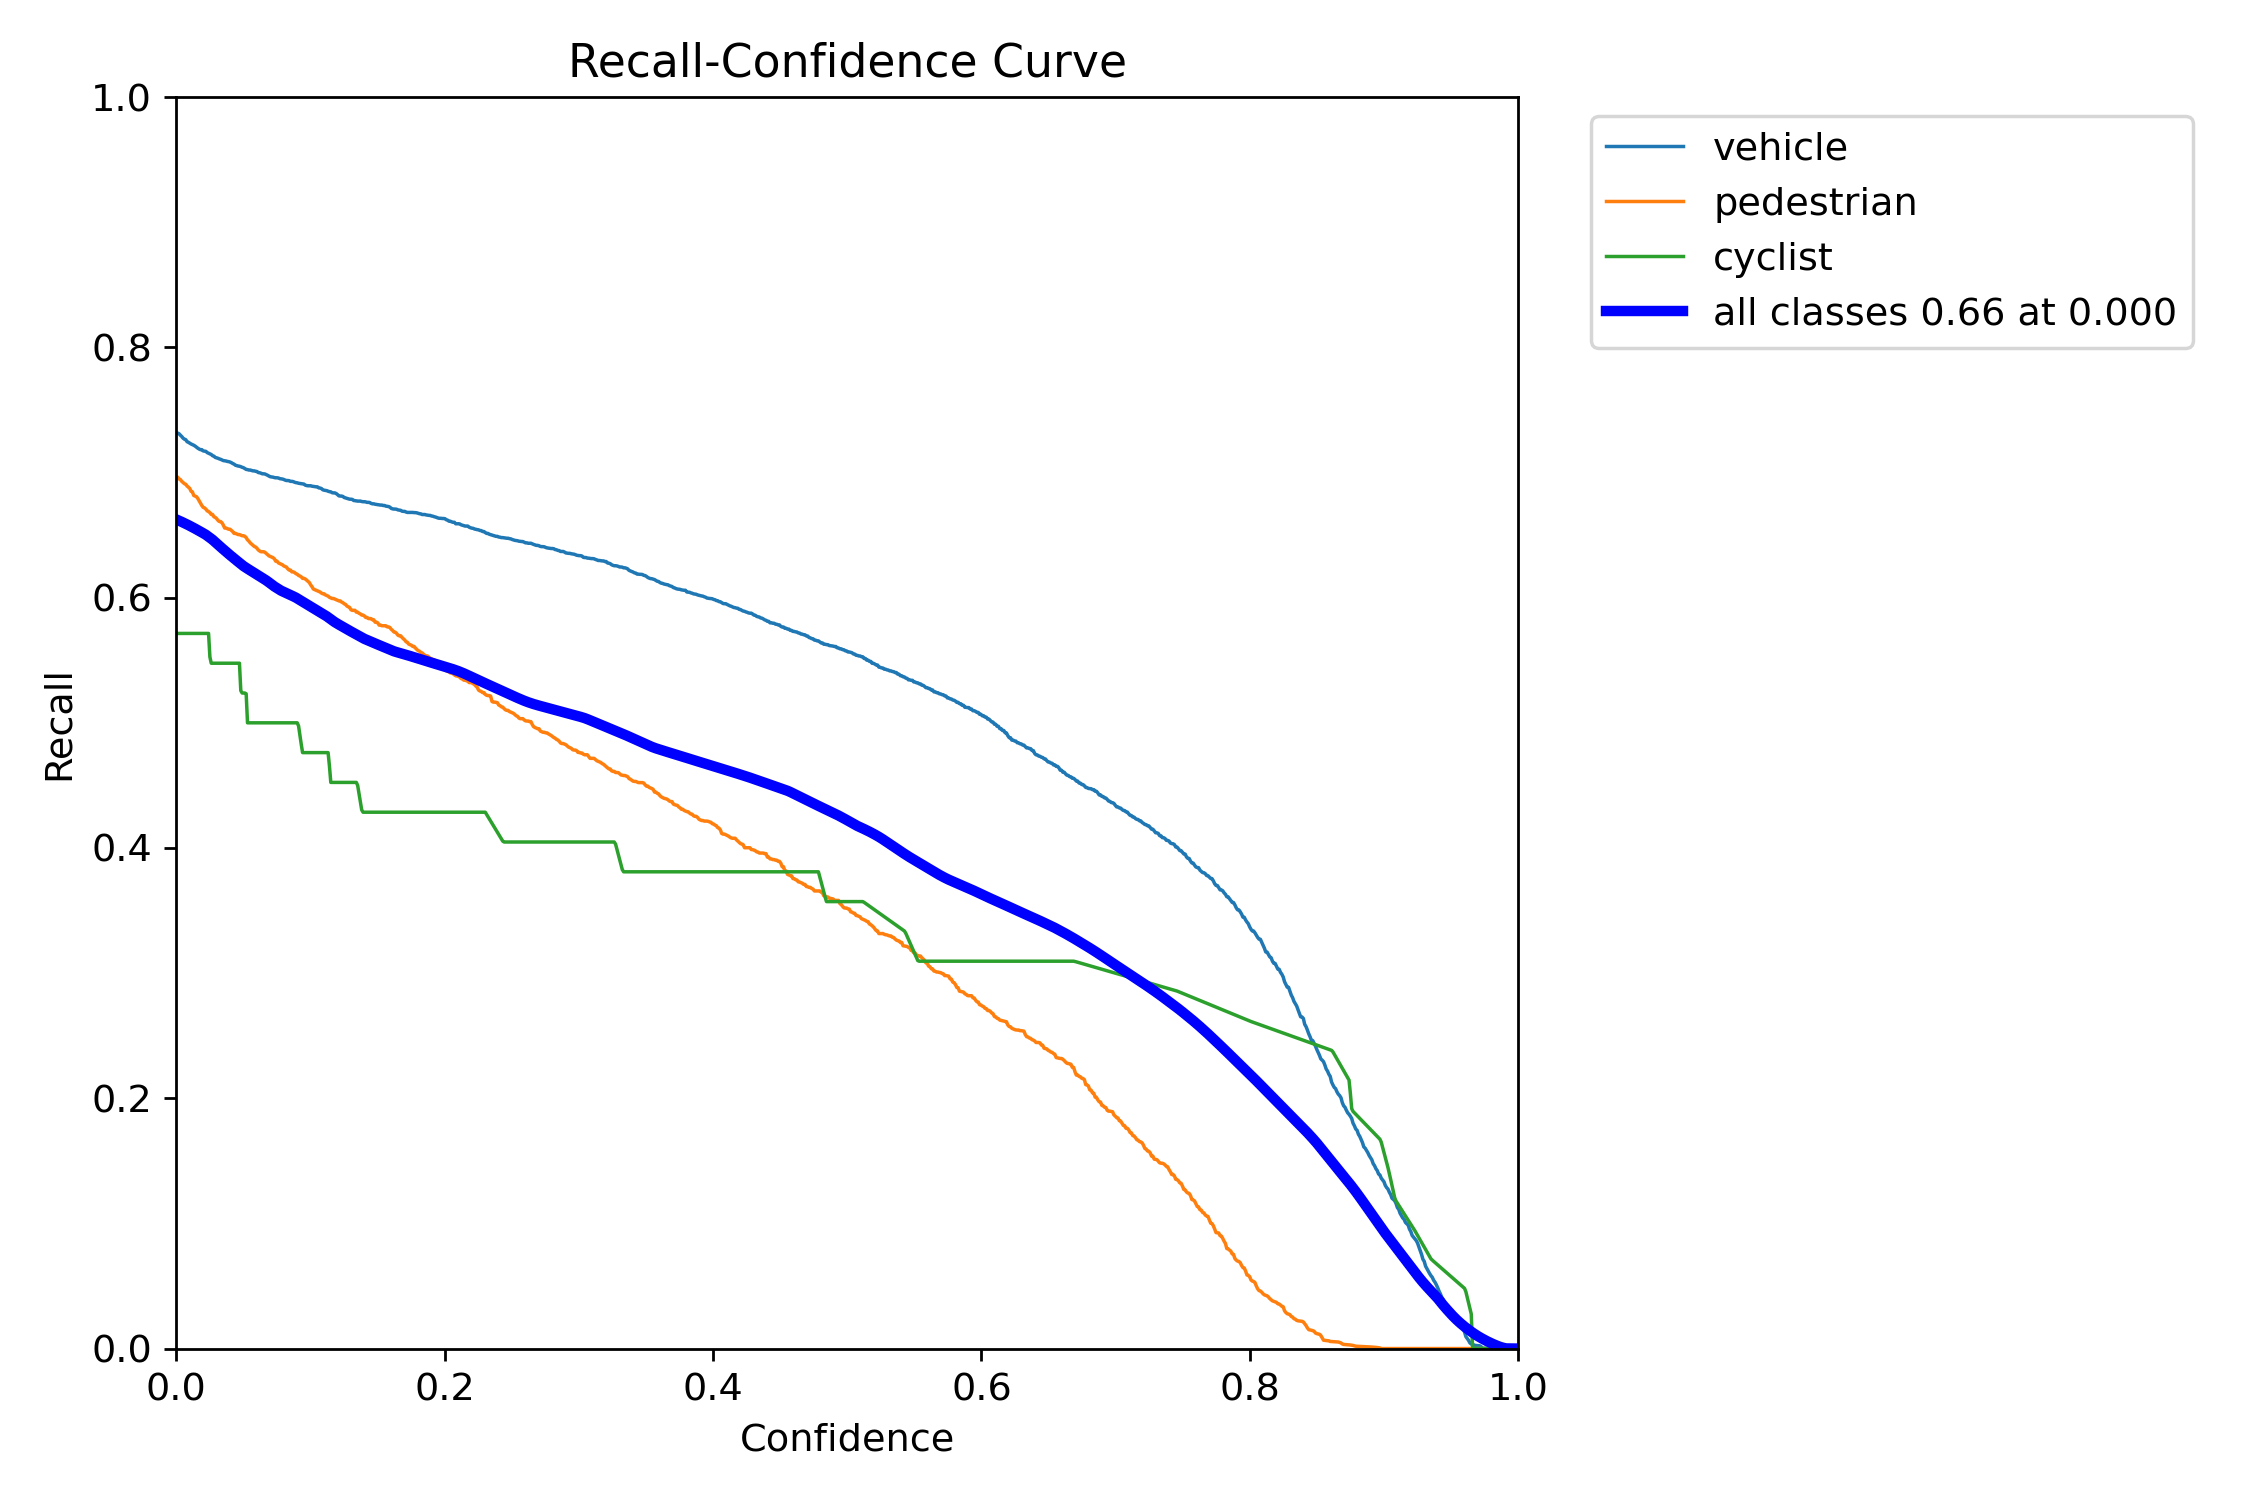 Recall-Confidence Curve
1.0
0.8
0.6
0.4
0.2
0.0
Recall
0.0 0.2 0.4 0.6 0.8 1.0
Confidence
vehicle
pedestrian
cyclist
all classes 0.66 at 0.000